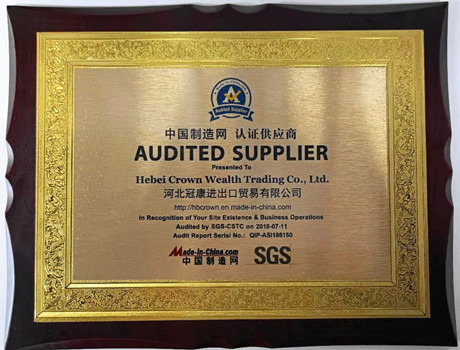 Audited Supplier
中国制造网 认证供应商
AUDITED SUPPLIER
Presented To
Hebei Crown Wealth Trading Co., Ltd.
河北冠康进出口贸易有限公司
http://hbcrown.en.made-in-china.com
In Recognition of Your Site Existence & Business Operations
Audited by SGS-CSTC on 2018-07-11
Audit Report Serial No.: QIP-ASI186150
Made-in-China.com SGS
中国制造网